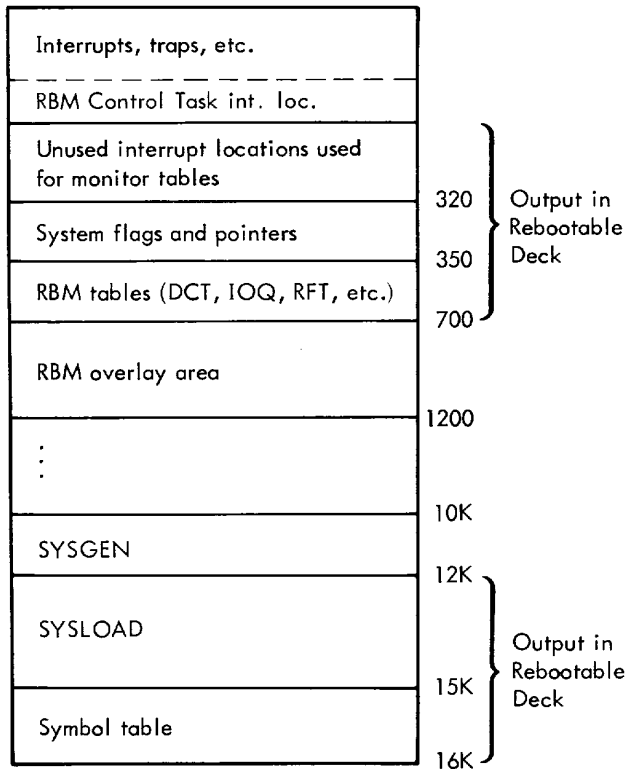 Interrupts, traps, etc.
RBM Control Task int. loc.
Unused interrupt locations used
for monitor tables
320
System flags and pointers
350
RBM tables (DCT, IOQ, RFT, etc.)
700
Output in
Rebootable
Deck
RBM overlay area
1200
.
.
.
10K
SYSGEN
12K
SYSLOAD
15K
Symbol table
16K
Output in
Rebootable
Deck